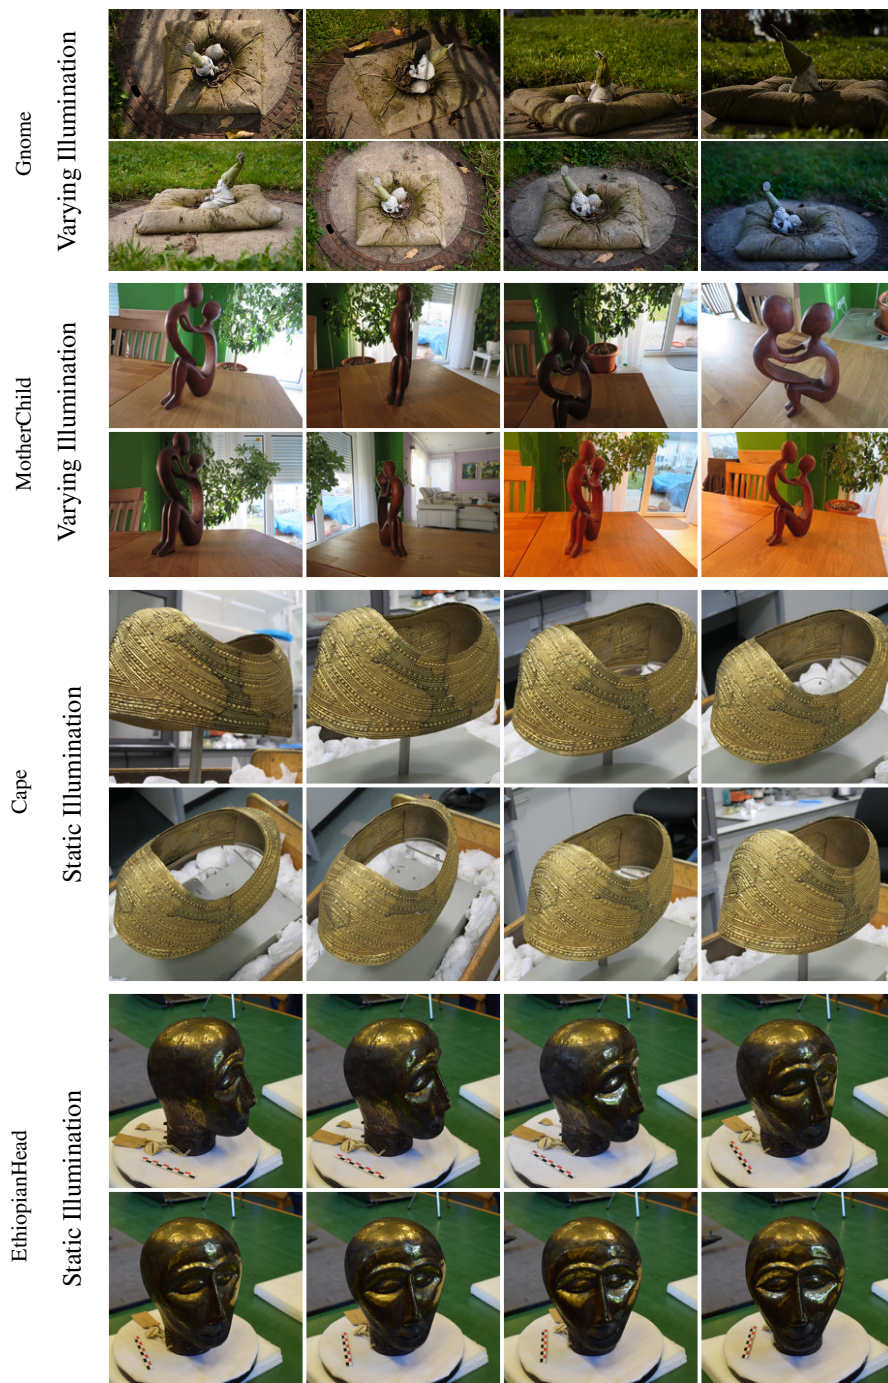 Gnome
Varying Illumination
MotherChild
Varying Illumination
Cape
Static Illumination
EthiopianHead
Static Illumination